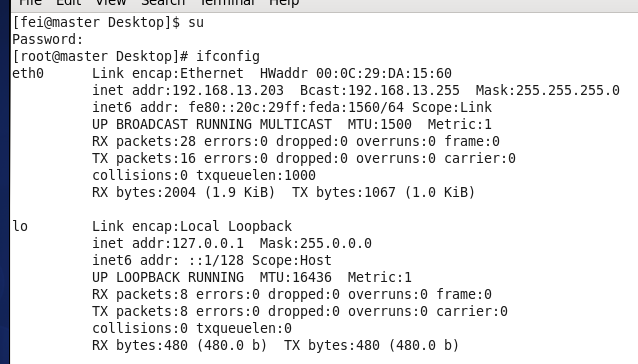 File Edit View Search Terminal Help
[fei@master Desktop]$ su
Password:
[root@master Desktop]# ifconfig
eth0      Link encap:Ethernet  HWaddr 00:0C:29:DA:15:60
          inet addr:192.168.13.203  Bcast:192.168.13.255  Mask:255.255.255.0
          inet6 addr: fe80::20c:29ff:feda:1560/64 Scope:Link
          UP BROADCAST RUNNING MULTICAST  MTU:1500  Metric:1
          RX packets:28 errors:0 dropped:0 overruns:0 frame:0
          TX packets:16 errors:0 dropped:0 overruns:0 carrier:0
          collisions:0 txqueuelen:1000
          RX bytes:2004 (1.9 KiB)  TX bytes:1067 (1.0 KiB)

lo        Link encap:Local Loopback
          inet addr:127.0.0.1  Mask:255.0.0.0
          inet6 addr: ::1/128 Scope:Host
          UP LOOPBACK RUNNING  MTU:16436  Metric:1
          RX packets:8 errors:0 dropped:0 overruns:0 frame:0
          TX packets:8 errors:0 dropped:0 overruns:0 carrier:0
          collisions:0 txqueuelen:0
          RX bytes:480 (480.0 b)  TX bytes:480 (480.0 b)